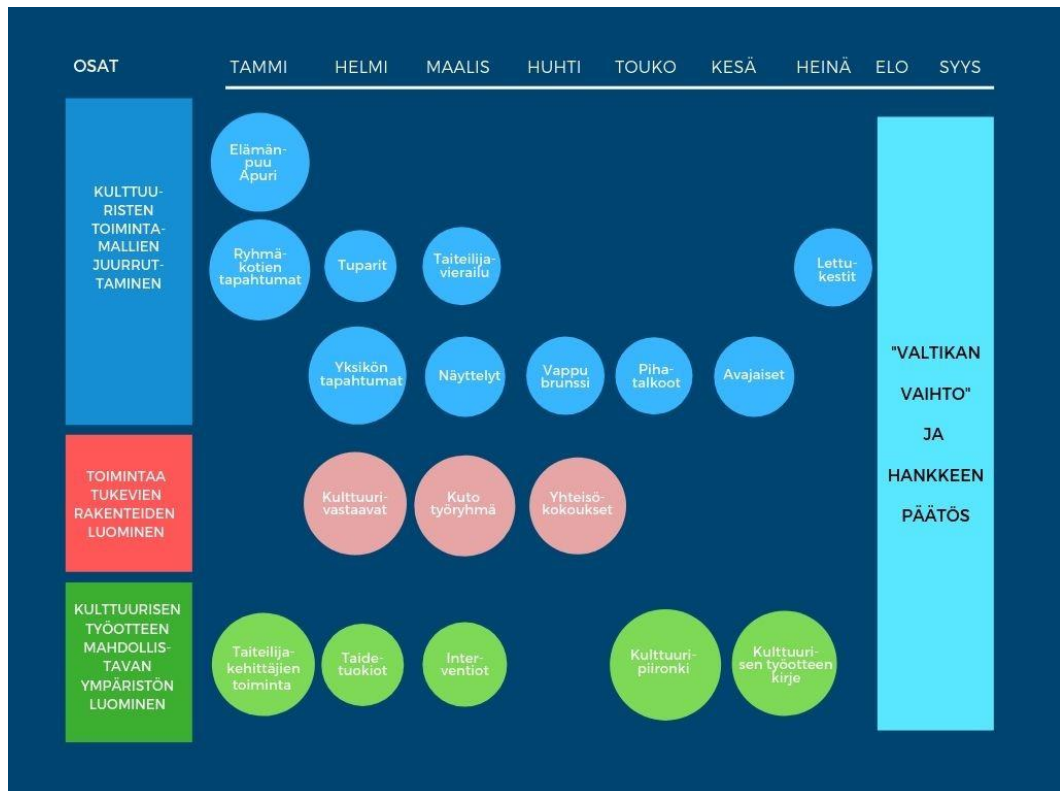 OSAT
TAMMI HELMI MAALIS HUHTI TOUKO KESÄ HEINÄ ELO SYYS
KULTTUU-
RISTEN
TOIMINTA-
MALLIEN
JUURRUT-
TAMINEN
Elämän-
puu
Apuri
Ryhmä-
kotien
tapahtumat
Tuparit
Taiteilija-
vierailu
Lettu-
kestit
Yksikön
tapahtumat
Näyttelyt
Vappu
brunssi
Piha-
talkoot
Avajaiset
TOIMINTAA
TUKEVIEN
RAKENTEIDEN
LUOMINEN
Kulttuuri-
vastaavat
Kuto
työryhmä
Yhteisö-
kokoukset
KULTTUURISEN
TYÖOTTEEN
MAHDOLLIS-
TAVAN
YMPÄRISTÖN
LUOMINEN
Taiteilija-
kehittäjien
toiminta
Taide-
tuokiot
Inter-
ventiot
Kulttuuri-
piironki
Kulttuuri-
sen työotteen
kirje
"VALTIKAN
VAIHTO"
JA
HANKKEEN
PÄÄTÖS